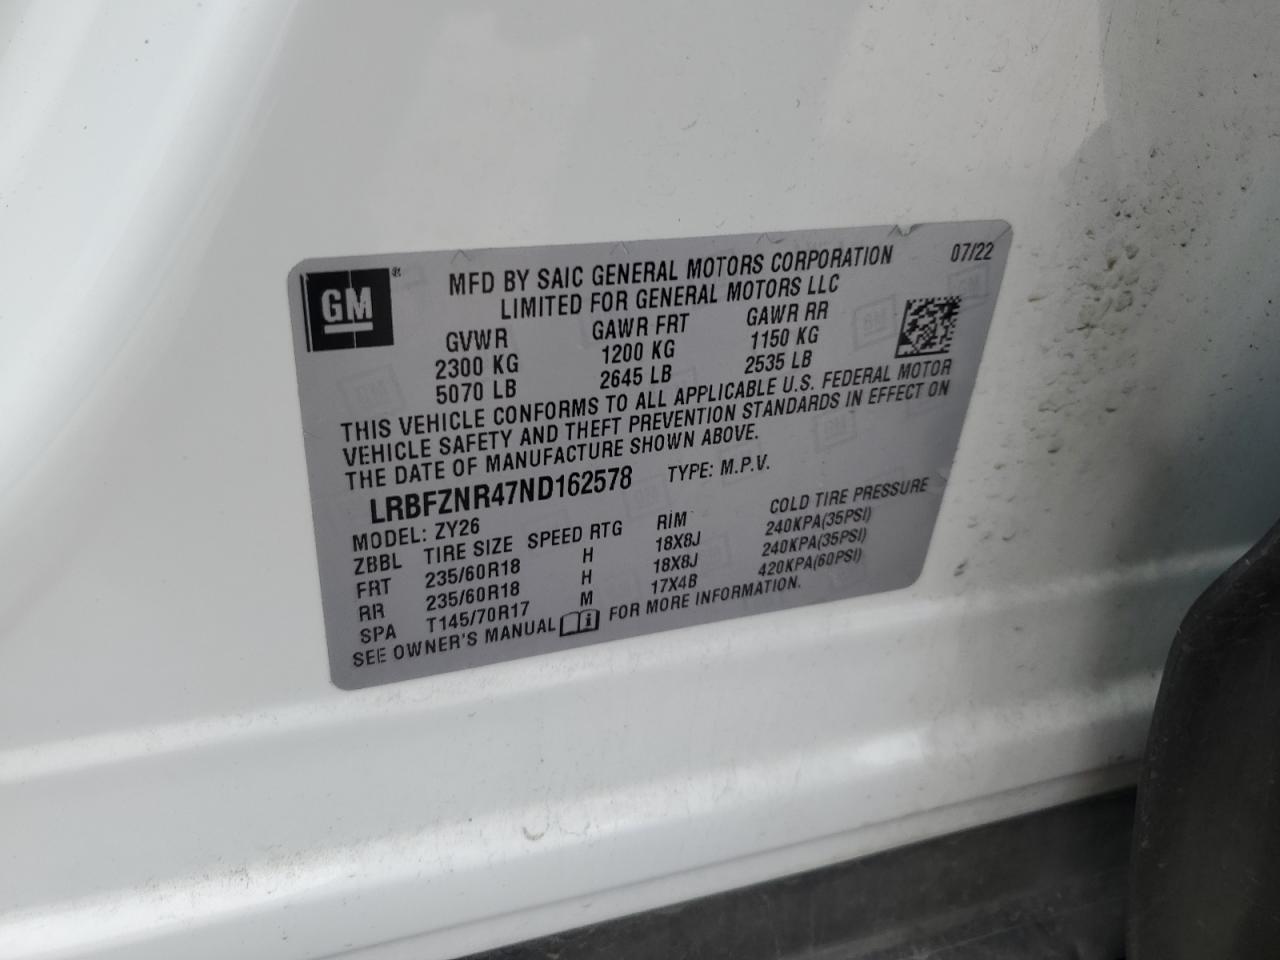 GM ®
MFD BY SAIC GENERAL MOTORS CORPORATION 07/22
LIMITED FOR GENERAL MOTORS LLC
GVWR GAWR FRT GAWR RR
2300 KG 1200 KG 1150 KG
5070 LB 2645 LB 2535 LB
THIS VEHICLE CONFORMS TO ALL APPLICABLE U.S. FEDERAL MOTOR
VEHICLE SAFETY AND THEFT PREVENTION STANDARDS IN EFFECT ON
THE DATE OF MANUFACTURE SHOWN ABOVE.
LRBFZNR47ND162578 TYPE: M.P.V.
MODEL: ZY26
ZBBL TIRE SIZE SPEED RTG RIM COLD TIRE PRESSURE
FRT 235/60R18 H 18X8J 240KPA(35PSI)
RR 235/60R18 H 18X8J 240KPA(35PSI)
SPA T145/70R17 M 17X4B 420KPA(60PSI)
SEE OWNER'S MANUAL i FOR MORE INFORMATION.